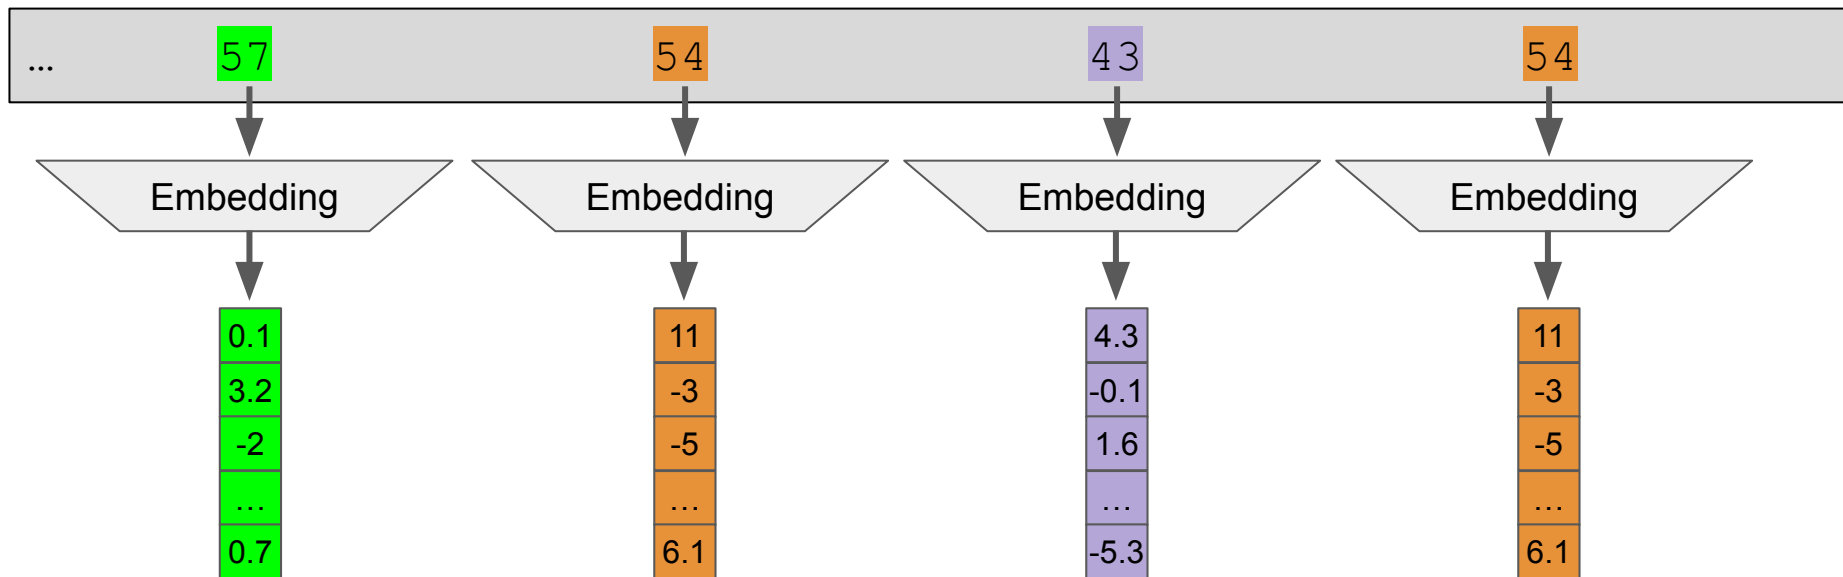 ... 57 54 43 54
Embedding Embedding Embedding Embedding
0.1 11 4.3 11
3.2 -3 -0.1 -3
-2 -5 1.6 -5
... ... ... ...
0.7 6.1 -5.3 6.1